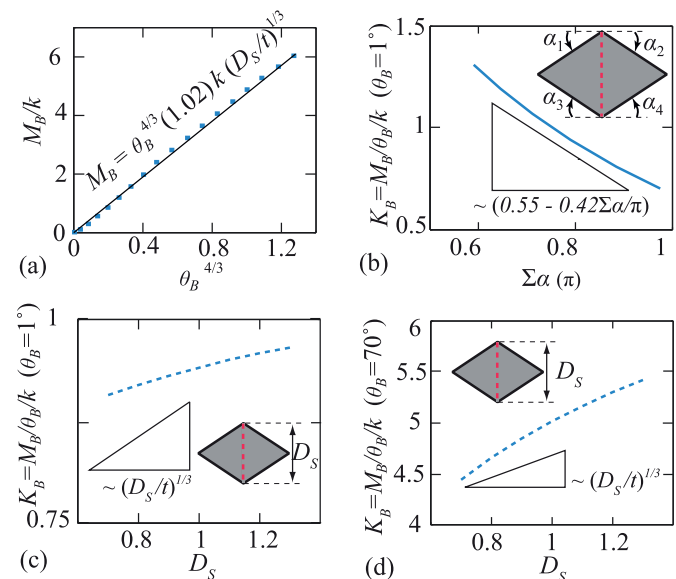 6
4
2
0
M_B/k
M_B = θ_B^{4/3} (1.02) k (D_S/t)^{1/3}
0 0.4 0.8 1.2
θ_B^{4/3}
(a)
1.5
1
0.5
K_B=M_B/θ_B/k (θ_B=1°)
α_1 α_2
α_3 α_4
~ (0.55 - 0.42Σα/π)
0.6 0.8 1
Σα (π)
(b)
1
0.75
K_B=M_B/θ_B/k (θ_B=1°)
D_S
~ (D_S/t)^{1/3}
0.8 1 1.2
D_S
(c)
6
5.5
5
4.5
4
K_B=M_B/θ_B/k (θ_B=70°)
D_S
~ (D_S/t)^{1/3}
0.8 1 1.2
D_S
(d)